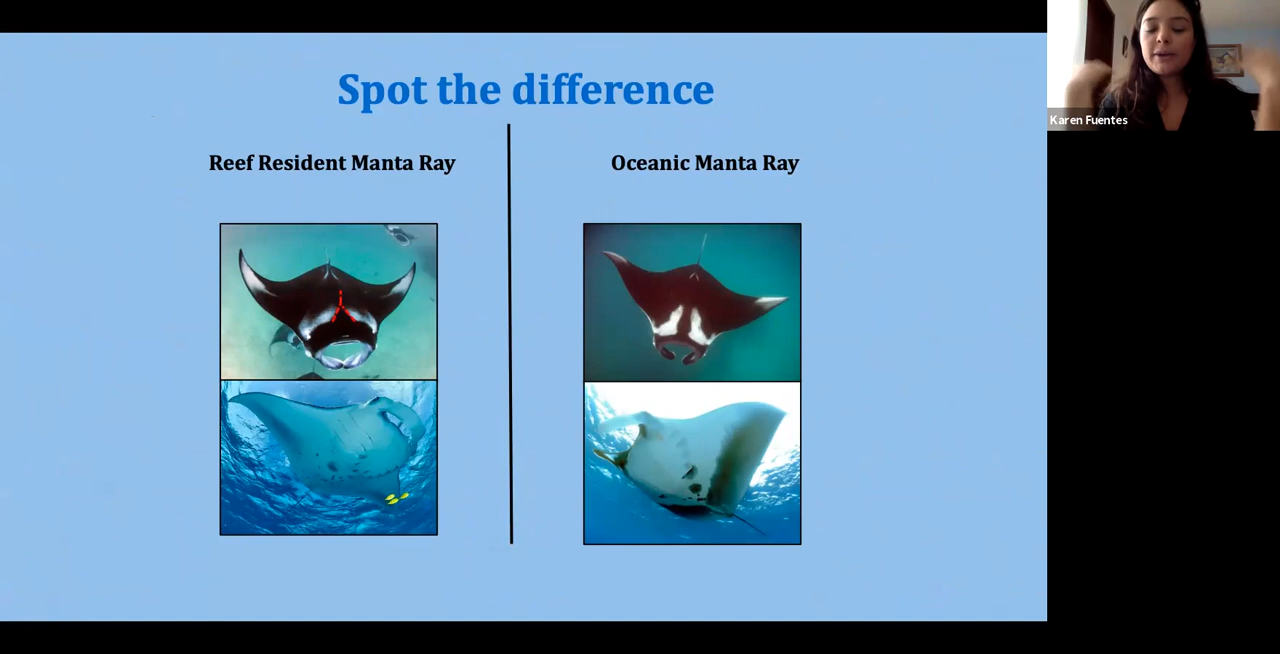 Spot the difference
Reef Resident Manta Ray
Oceanic Manta Ray
Karen Fuentes